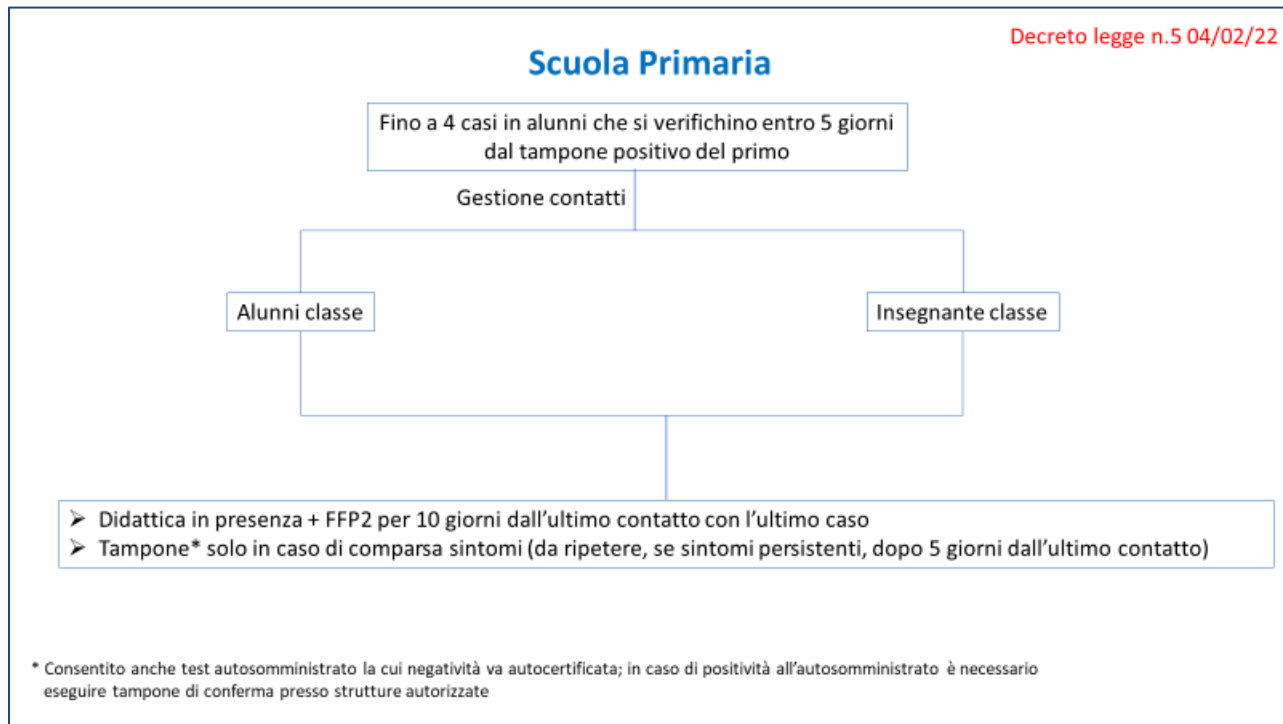 Decreto legge n.5 04/02/22
Scuola Primaria
Fino a 4 casi in alunni che si verifichino entro 5 giorni
dal tampone positivo del primo
Gestione contatti
Alunni classe
Insegnante classe
➢ Didattica in presenza + FFP2 per 10 giorni dall’ultimo contatto con l’ultimo caso
➢ Tampone* solo in caso di comparsa sintomi (da ripetere, se sintomi persistenti, dopo 5 giorni dall’ultimo contatto)
* Consentito anche test autosomministrato la cui negatività va autocertificata; in caso di positività all’autosomministrato è necessario
eseguire tampone di conferma presso strutture autorizzate